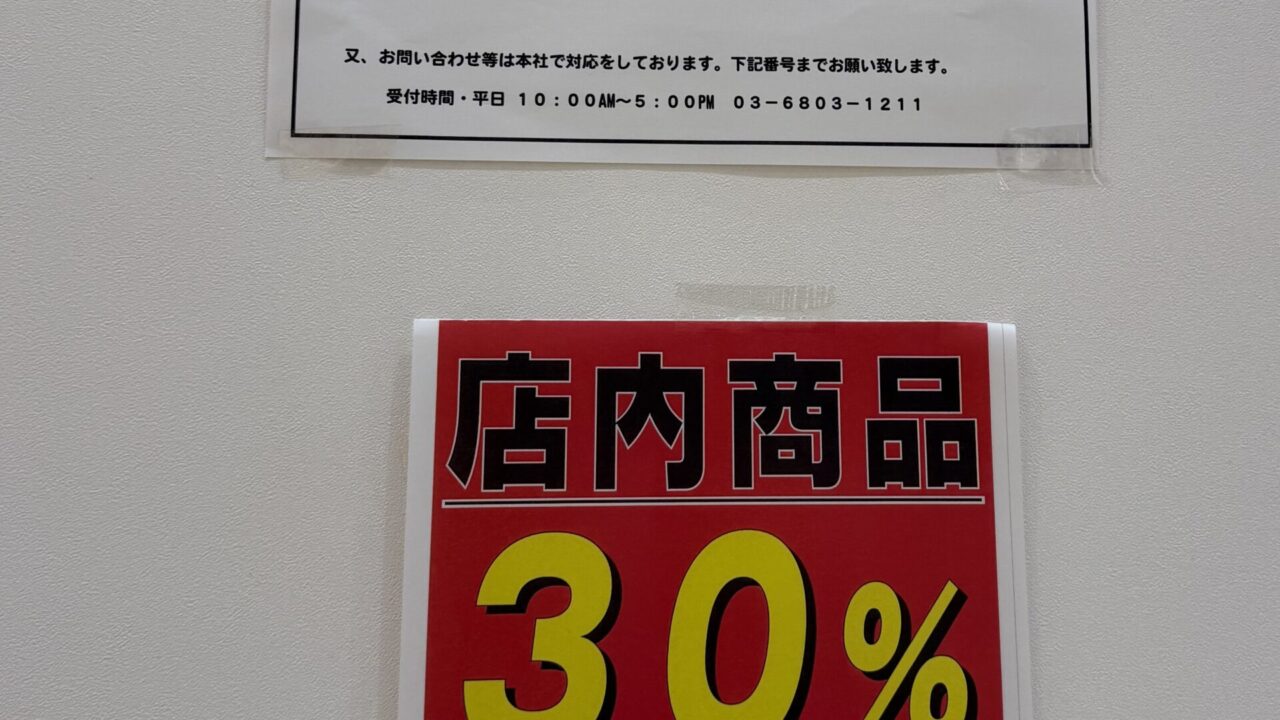 又、お問い合わせ等は本社で対応をしております。下記番号までお願い致します。
受付時間・平日 10:00AM~5:00PM 03-6803-1211
店内商品
30%